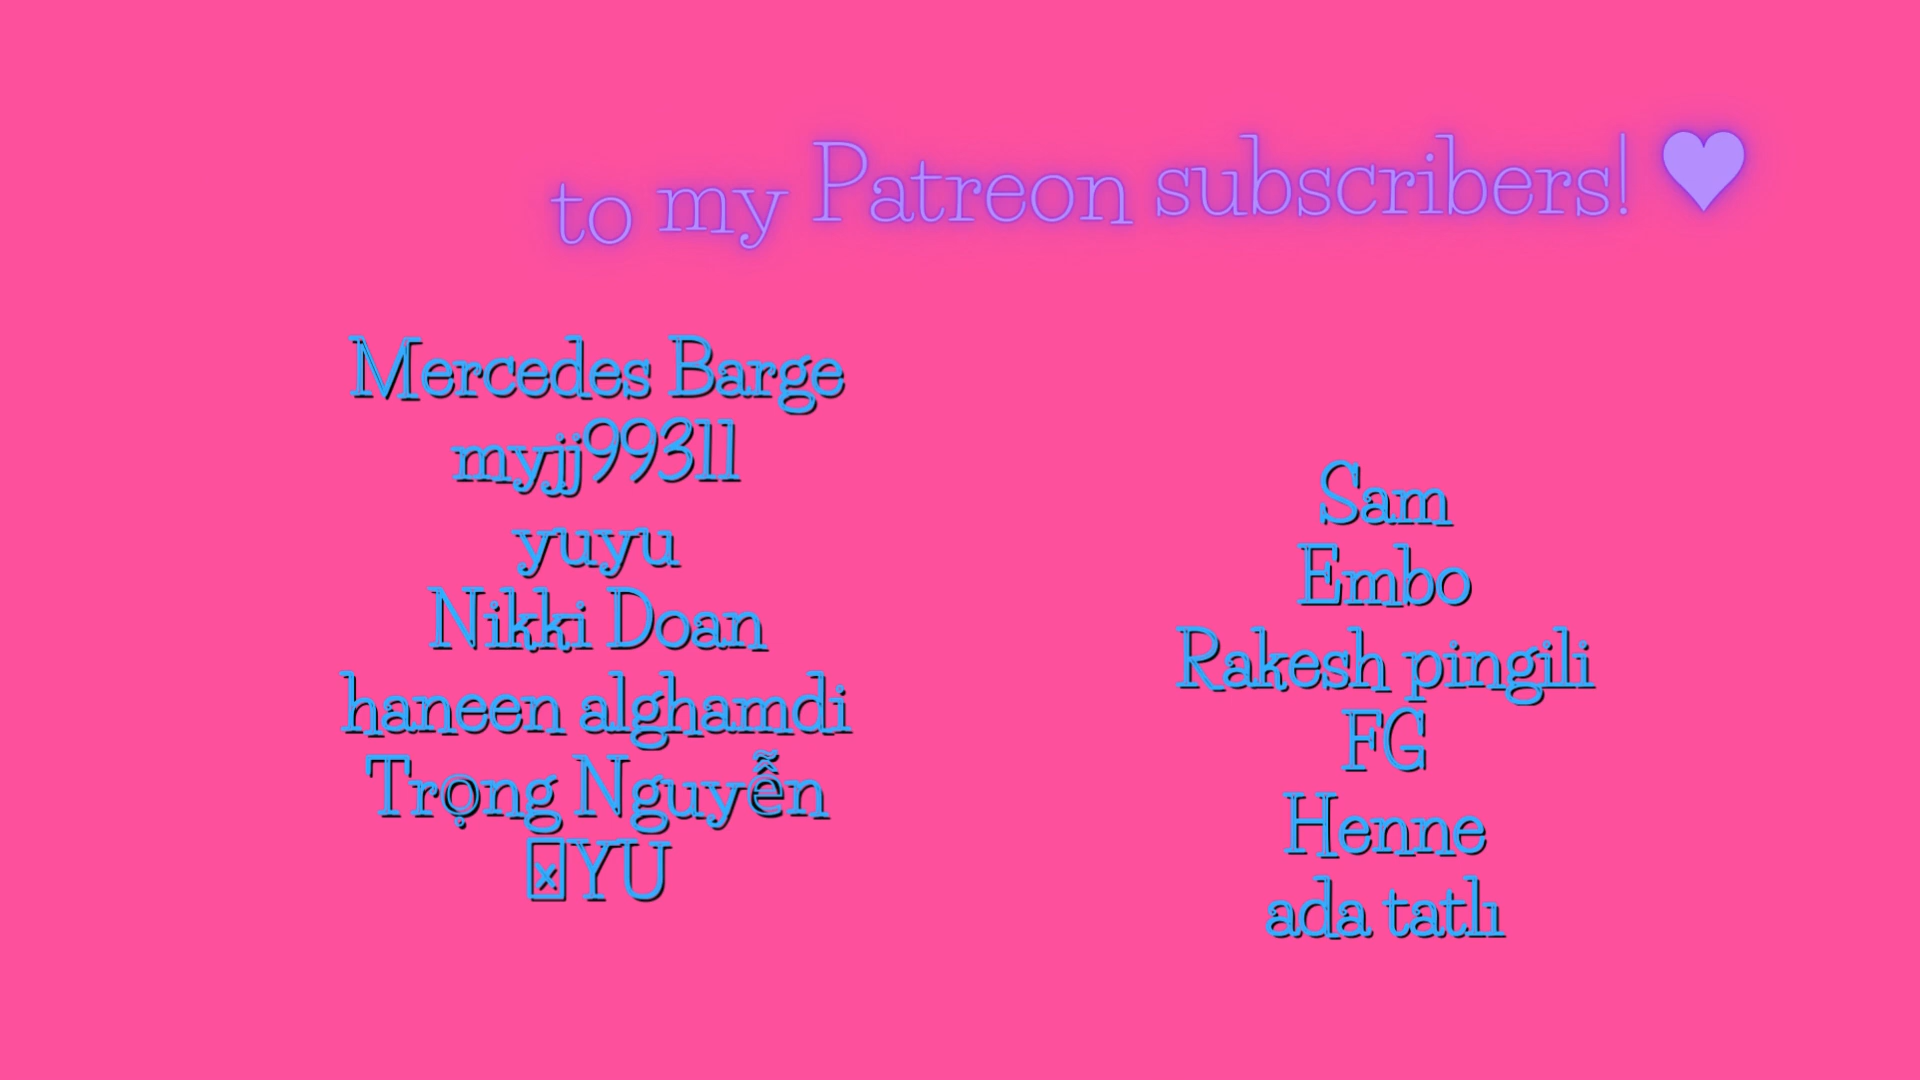 to my Patreon subscribers! ♥
Mercedes Barge
myjj99311
yuyu
Nikki Doan
haneen alghamdi
Trọng Nguyễn
YU
Sam
Embo
Rakesh pingili
FG
Henne
ada tatlı